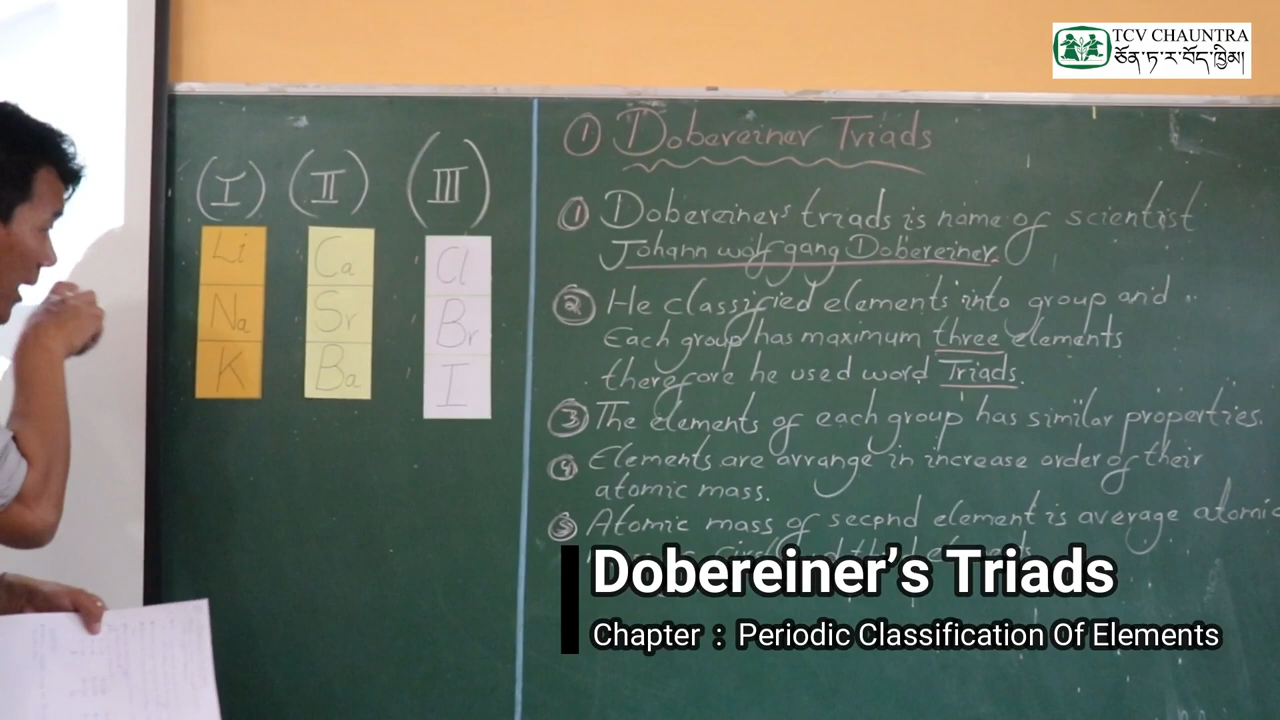 TCV CHAUNTRA
ཅོན་ཏ་ར་བོད་ཁྱིམ།
(I) (II) (III)
Li Ca Cl
Na Sr Br
K Ba I
① Dobereiner Triads
① Dobereiner's triads is name of scientist
Johann wolfgang Dobereiner.
② He classified elements into group and
Each group has maximum three elements
therefore he used word Triads.
③ The elements of each group has similar properties.
④ Elements are arrange in increase order of their
atomic mass.
⑤ Atomic mass of second element is average atomic
Dobereiner's Triads
Chapter : Periodic Classification Of Elements